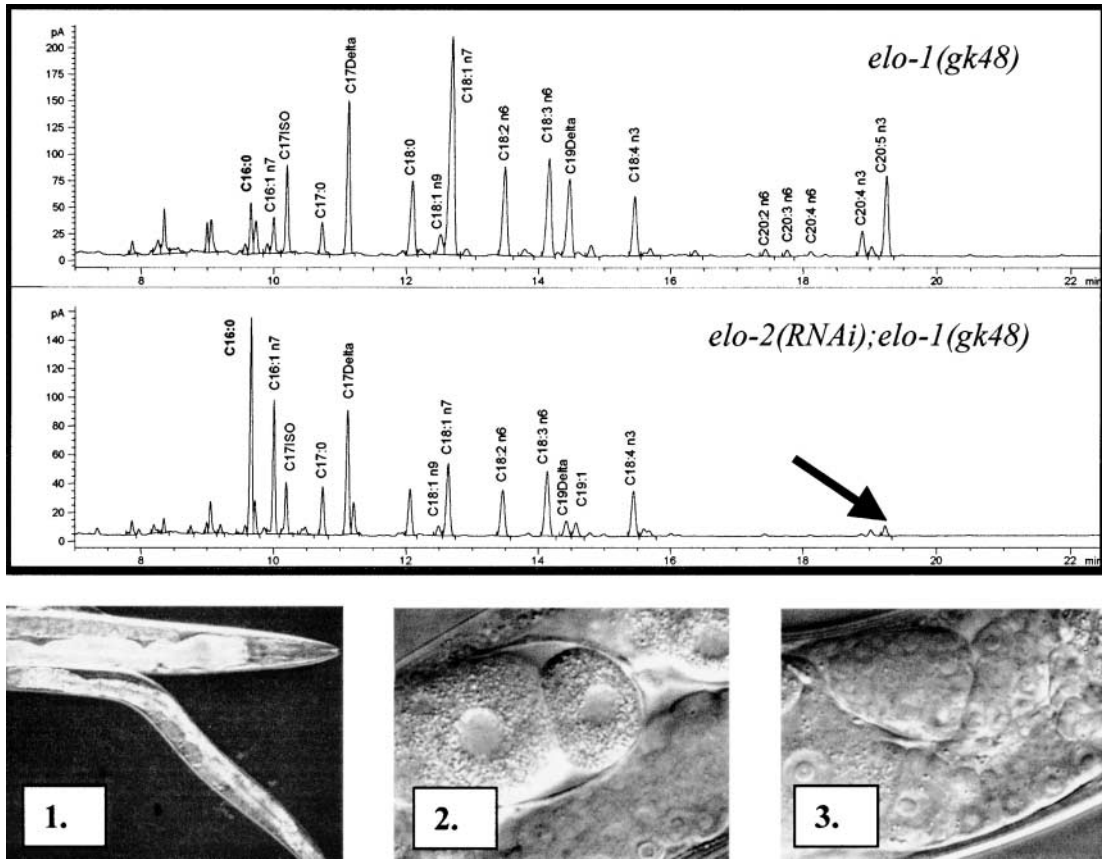 pA
elo-1(gk48)
200
175
150
125
100
75
50
25
0
C16:0
C16:1 n7
C17ISO
C17:0
C17Delta
C18:0
C18:1 n9
C18:1 n7
C18:2 n6
C18:3 n6
C19Delta
C18:4 n3
C20:2 n6
C20:3 n6
C20:4 n6
C20:4 n3
C20:5 n3
8
10
12
14
16
18
20
22
min
pA
elo-2(RNAi);elo-1(gk48)
140
120
100
80
60
40
20
0
C16:0
C16:1 n7
C17ISO
C17:0
C17Delta
C18:1 n9
C18:1 n7
C18:2 n6
C18:3 n6
C19Delta
C19:1
C18:4 n3
8
10
12
14
16
18
20
22
min
1.
2.
3.